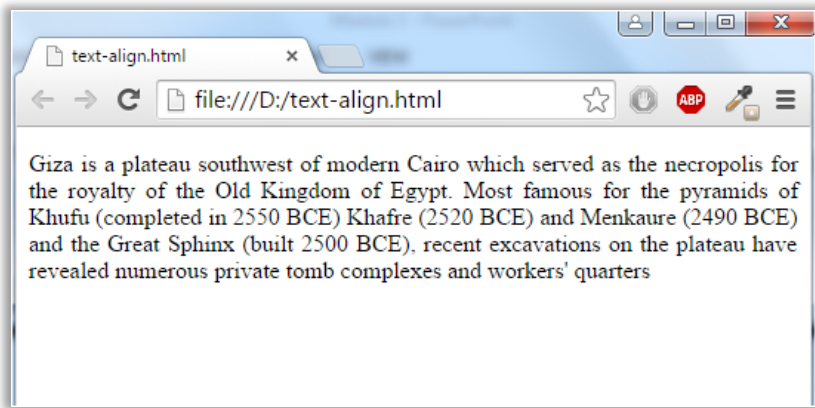 text-align.html
file:///D:/text-align.html
ABP
Giza is a plateau southwest of modern Cairo which served as the necropolis for
the royalty of the Old Kingdom of Egypt. Most famous for the pyramids of
Khufu (completed in 2550 BCE) Khafre (2520 BCE) and Menkaure (2490 BCE)
and the Great Sphinx (built 2500 BCE), recent excavations on the plateau have
revealed numerous private tomb complexes and workers' quarters